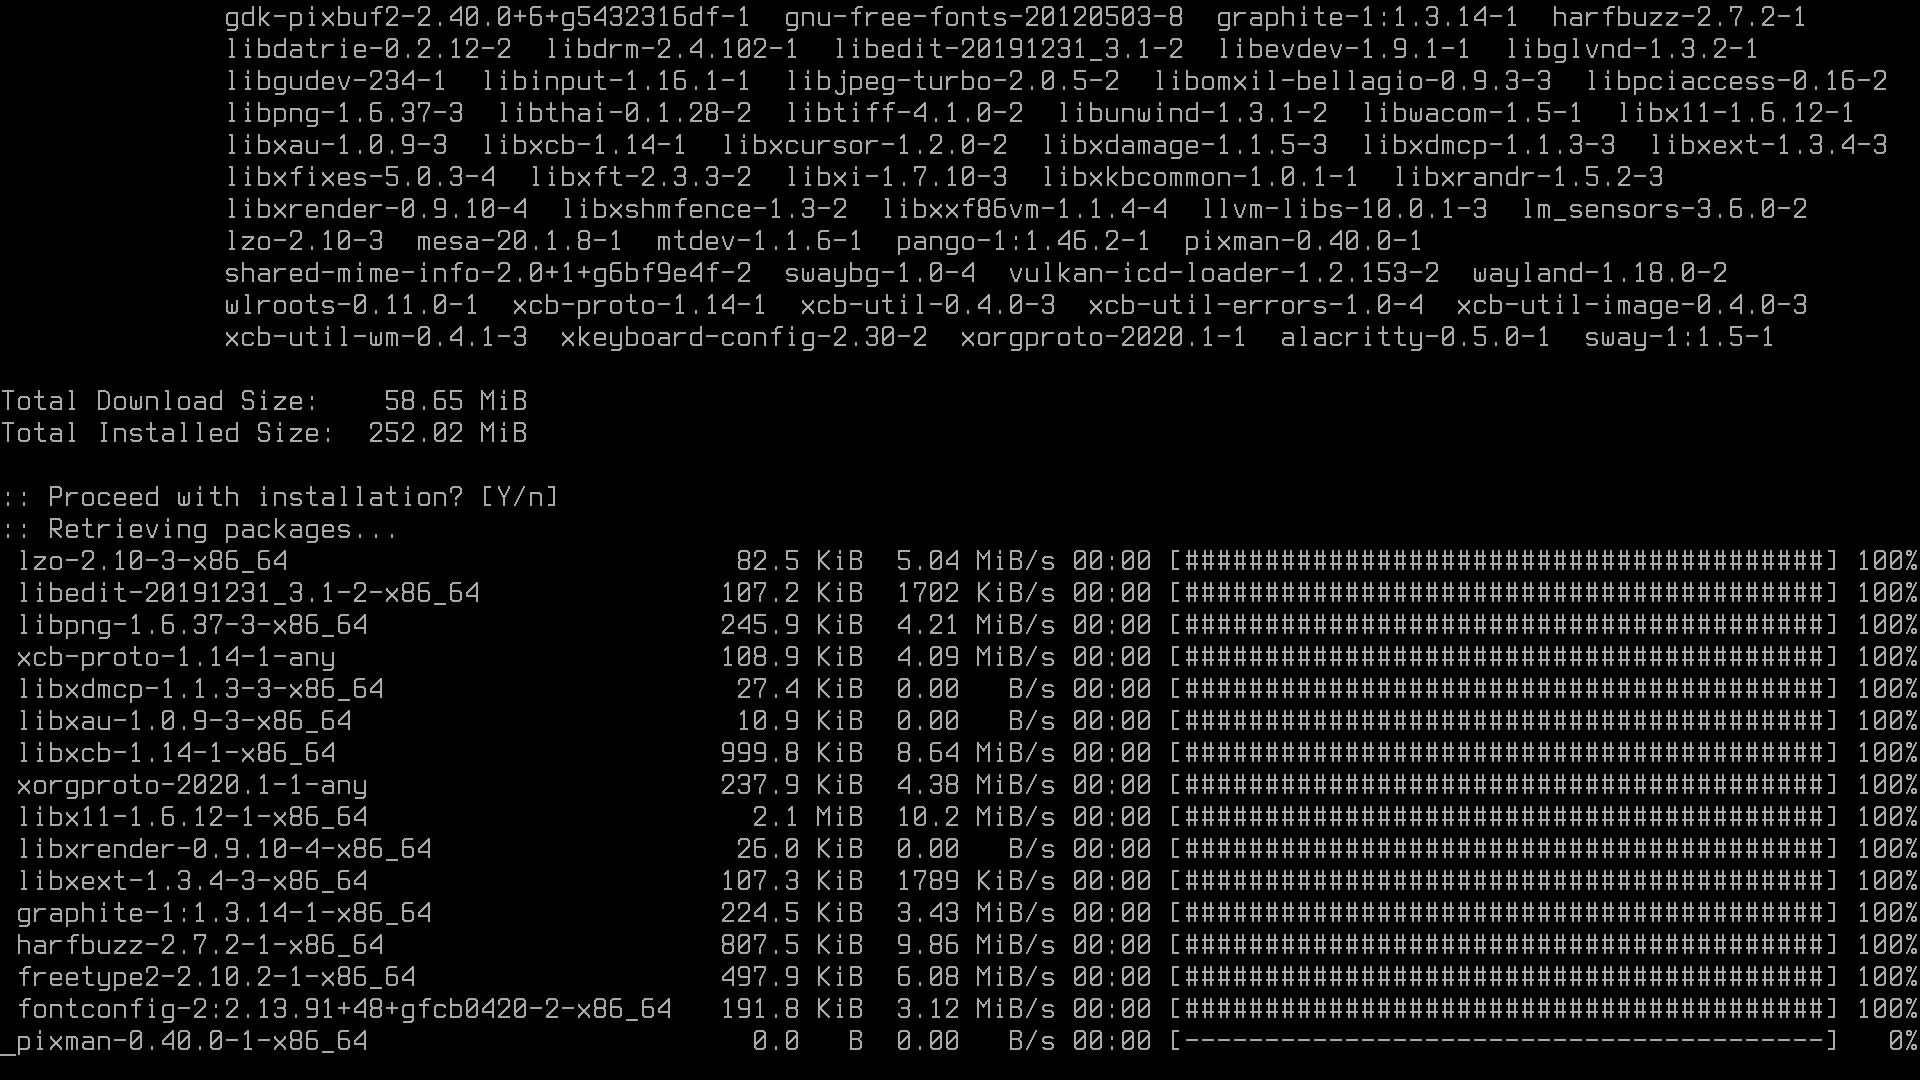 gdk-pixbuf2-2.40.0+6+g5432316df-1  gnu-free-fonts-20120503-8  graphite-1:1.3.14-1  harfbuzz-2.7.2-1
libdatrie-0.2.12-2  libdrm-2.4.102-1  libedit-20191231_3.1-2  libevdev-1.9.1-1  libglvnd-1.3.2-1
libgudev-234-1  libinput-1.16.1-1  libjpeg-turbo-2.0.5-2  libomxil-bellagio-0.9.3-3  libpciaccess-0.16-2
libpng-1.6.37-3  libthai-0.1.28-2  libtiff-4.1.0-2  libunwind-1.3.1-2  libwacom-1.5-1  libx11-1.6.12-1
libxau-1.0.9-3  libxcb-1.14-1  libxcursor-1.2.0-2  libxdamage-1.1.5-3  libxdmcp-1.1.3-3  libxext-1.3.4-3
libxfixes-5.0.3-4  libxft-2.3.3-2  libxi-1.7.10-3  libxkbcommon-1.0.1-1  libxrandr-1.5.2-3
libxrender-0.9.10-4  libxshmfence-1.3-2  libxxf86vm-1.1.4-4  llvm-libs-10.0.1-3  lm_sensors-3.6.0-2
lzo-2.10-3  mesa-20.1.8-1  mtdev-1.1.6-1  pango-1:1.46.2-1  pixman-0.40.0-1
shared-mime-info-2.0+1+g6bf9e4f-2  swaybg-1.0-4  vulkan-icd-loader-1.2.153-2  wayland-1.18.0-2
wlroots-0.11.0-1  xcb-proto-1.14-1  xcb-util-0.4.0-3  xcb-util-errors-1.0-4  xcb-util-image-0.4.0-3
xcb-util-wm-0.4.1-3  xkeyboard-config-2.30-2  xorgproto-2020.1-1  alacritty-0.5.0-1  sway-1:1.5-1
Total Download Size:    58.65 MiB
Total Installed Size:  252.02 MiB
:: Proceed with installation? [Y/n]
:: Retrieving packages...
lzo-2.10-3-x86_64 82.5 KiB 5.04 MiB/s 00:00 [########################################] 100%
libedit-20191231_3.1-2-x86_64 107.2 KiB 1702 KiB/s 00:00 [########################################] 100%
libpng-1.6.37-3-x86_64 245.9 KiB 4.21 MiB/s 00:00 [########################################] 100%
xcb-proto-1.14-1-any 108.9 KiB 4.09 MiB/s 00:00 [########################################] 100%
libxdmcp-1.1.3-3-x86_64 27.4 KiB 0.00 B/s 00:00 [########################################] 100%
libxau-1.0.9-3-x86_64 10.9 KiB 0.00 B/s 00:00 [########################################] 100%
libxcb-1.14-1-x86_64 999.8 KiB 8.64 MiB/s 00:00 [########################################] 100%
xorgproto-2020.1-1-any 237.9 KiB 4.38 MiB/s 00:00 [########################################] 100%
libx11-1.6.12-1-x86_64 2.1 MiB 10.2 MiB/s 00:00 [########################################] 100%
libxrender-0.9.10-4-x86_64 26.0 KiB 0.00 B/s 00:00 [########################################] 100%
libxext-1.3.4-3-x86_64 107.3 KiB 1789 KiB/s 00:00 [########################################] 100%
graphite-1:1.3.14-1-x86_64 224.5 KiB 3.43 MiB/s 00:00 [########################################] 100%
harfbuzz-2.7.2-1-x86_64 807.5 KiB 9.86 MiB/s 00:00 [########################################] 100%
freetype2-2.10.2-1-x86_64 497.9 KiB 6.08 MiB/s 00:00 [########################################] 100%
fontconfig-2:2.13.91+48+gfcb0420-2-x86_64 191.8 KiB 3.12 MiB/s 00:00 [########################################] 100%
_pixman-0.40.0-1-x86_64 0.0 B 0.00 B/s 00:00 [----------------------------------------] 0%